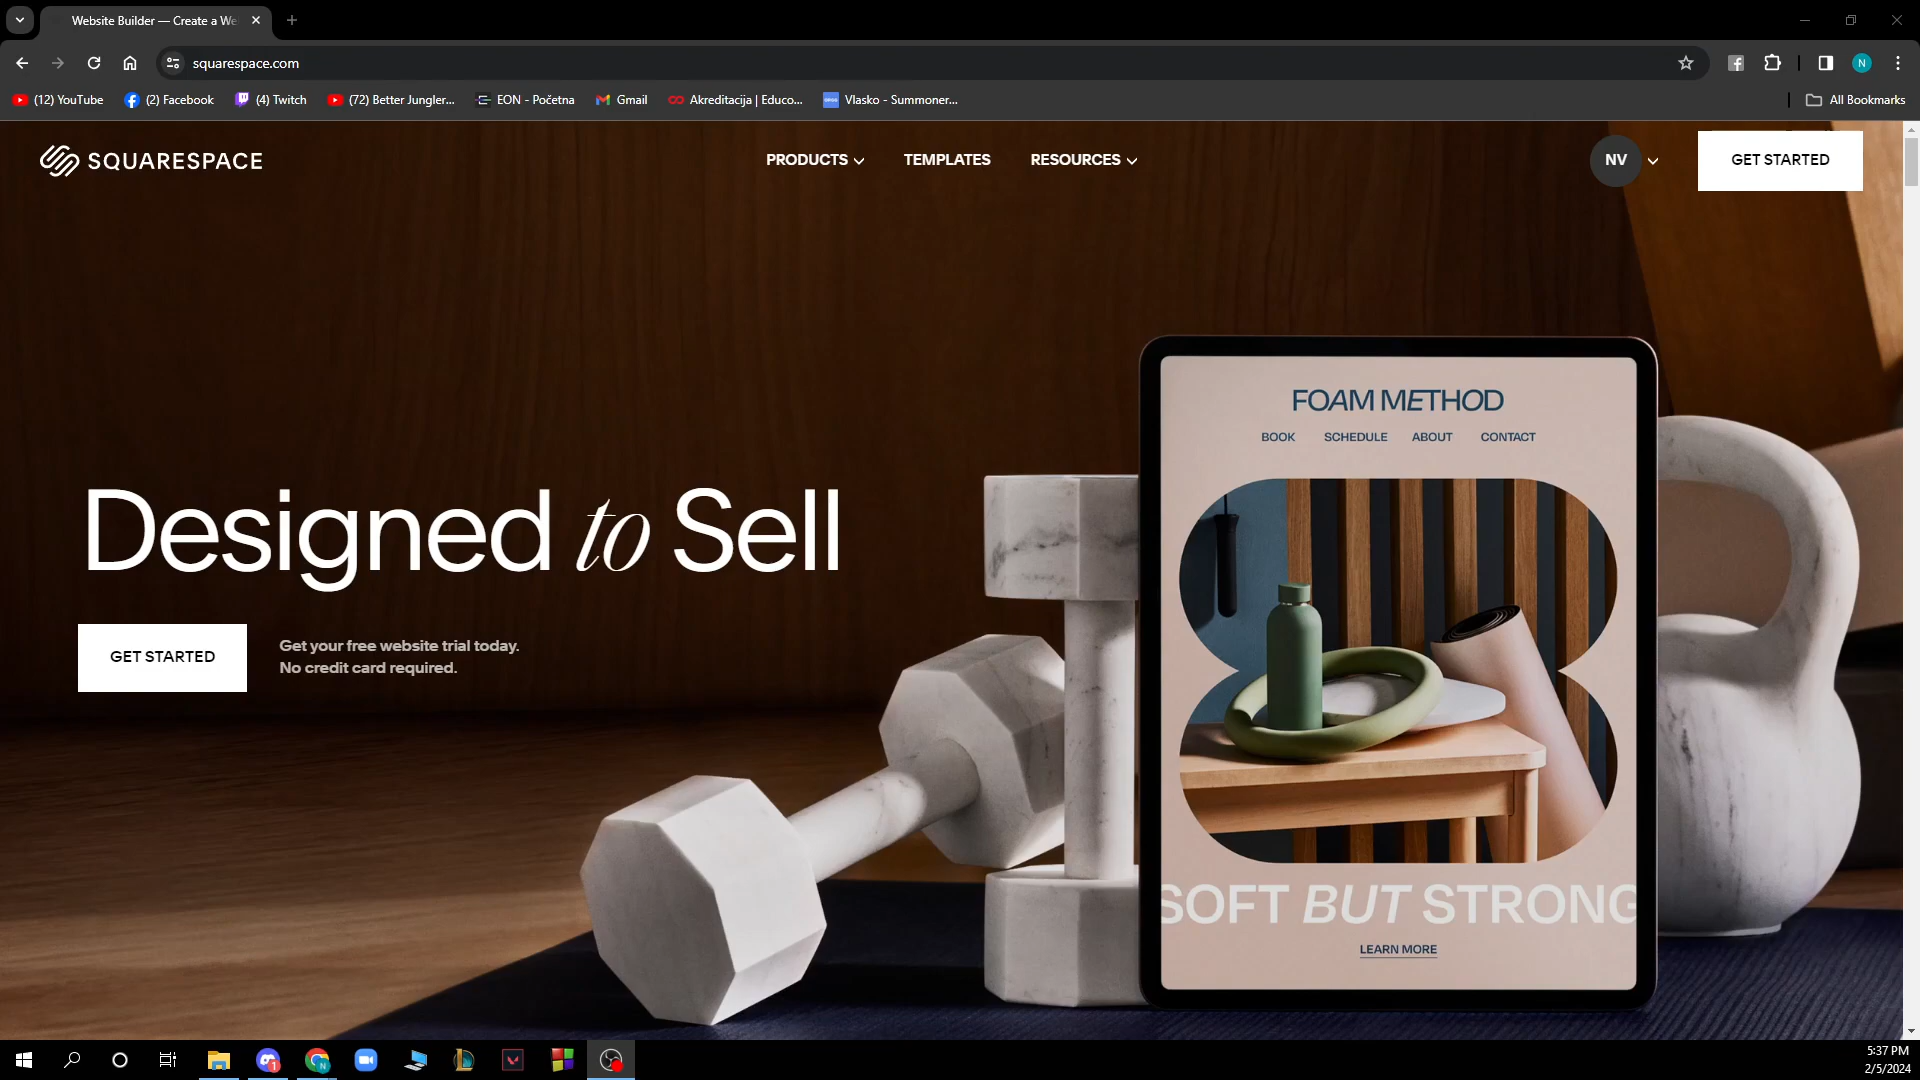 Website Builder — Create a We
squarespace.com
N
(12) YouTube
(2) Facebook
(4) Twitch
(72) Better Jungler...
EON - Početna
Gmail
Akreditacija | Educo...
Vlasko - Summoner...
All Bookmarks
SQUARESPACE
PRODUCTS
TEMPLATES
RESOURCES
NV
GET STARTED
FOAM METHOD
BOOK
SCHEDULE
ABOUT
CONTACT
Designed to Sell
GET STARTED
Get your free website trial today.
No credit card required.
SOFT BUT STRONG
LEARN MORE
1
N
5:37 PM
2/5/2024